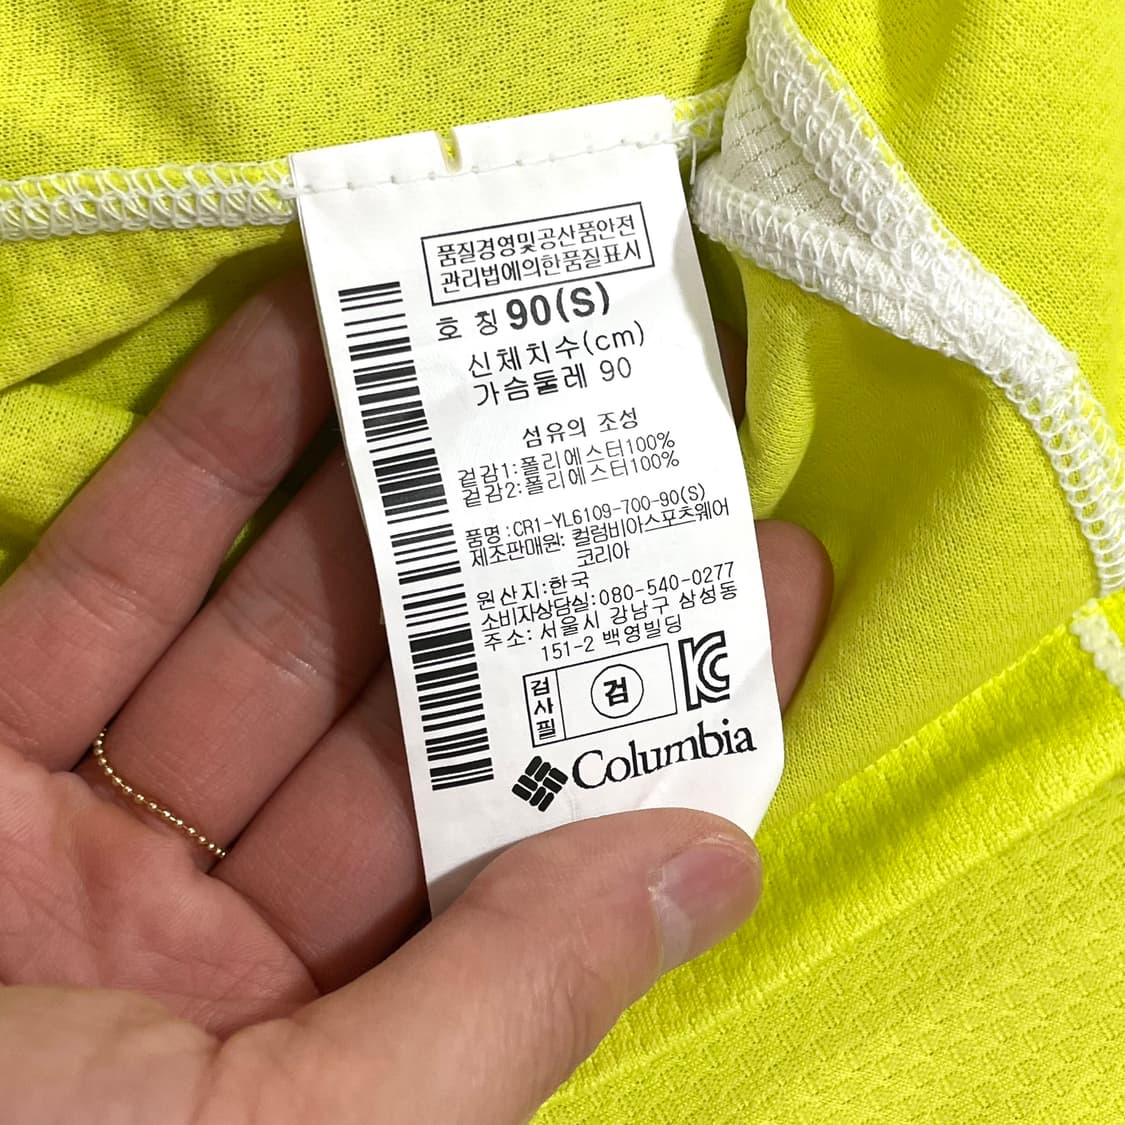 품질경영및공산품안전
관리법에의한품질표시
호 칭 90(S)
신체치수(cm)
가슴둘레 90
섬유의 조성
겉감1:폴리에스터100%
겉감2:폴리에스터100%
품명:CR1-YL6109-700-90(S)
제조판매원: 컬럼비아스포츠웨어
코리아
원산지:한국
소비자상담실:080-540-0277
주소: 서울시 강남구 삼성동
151-2 백영빌딩
검사필
검
KC
Columbia